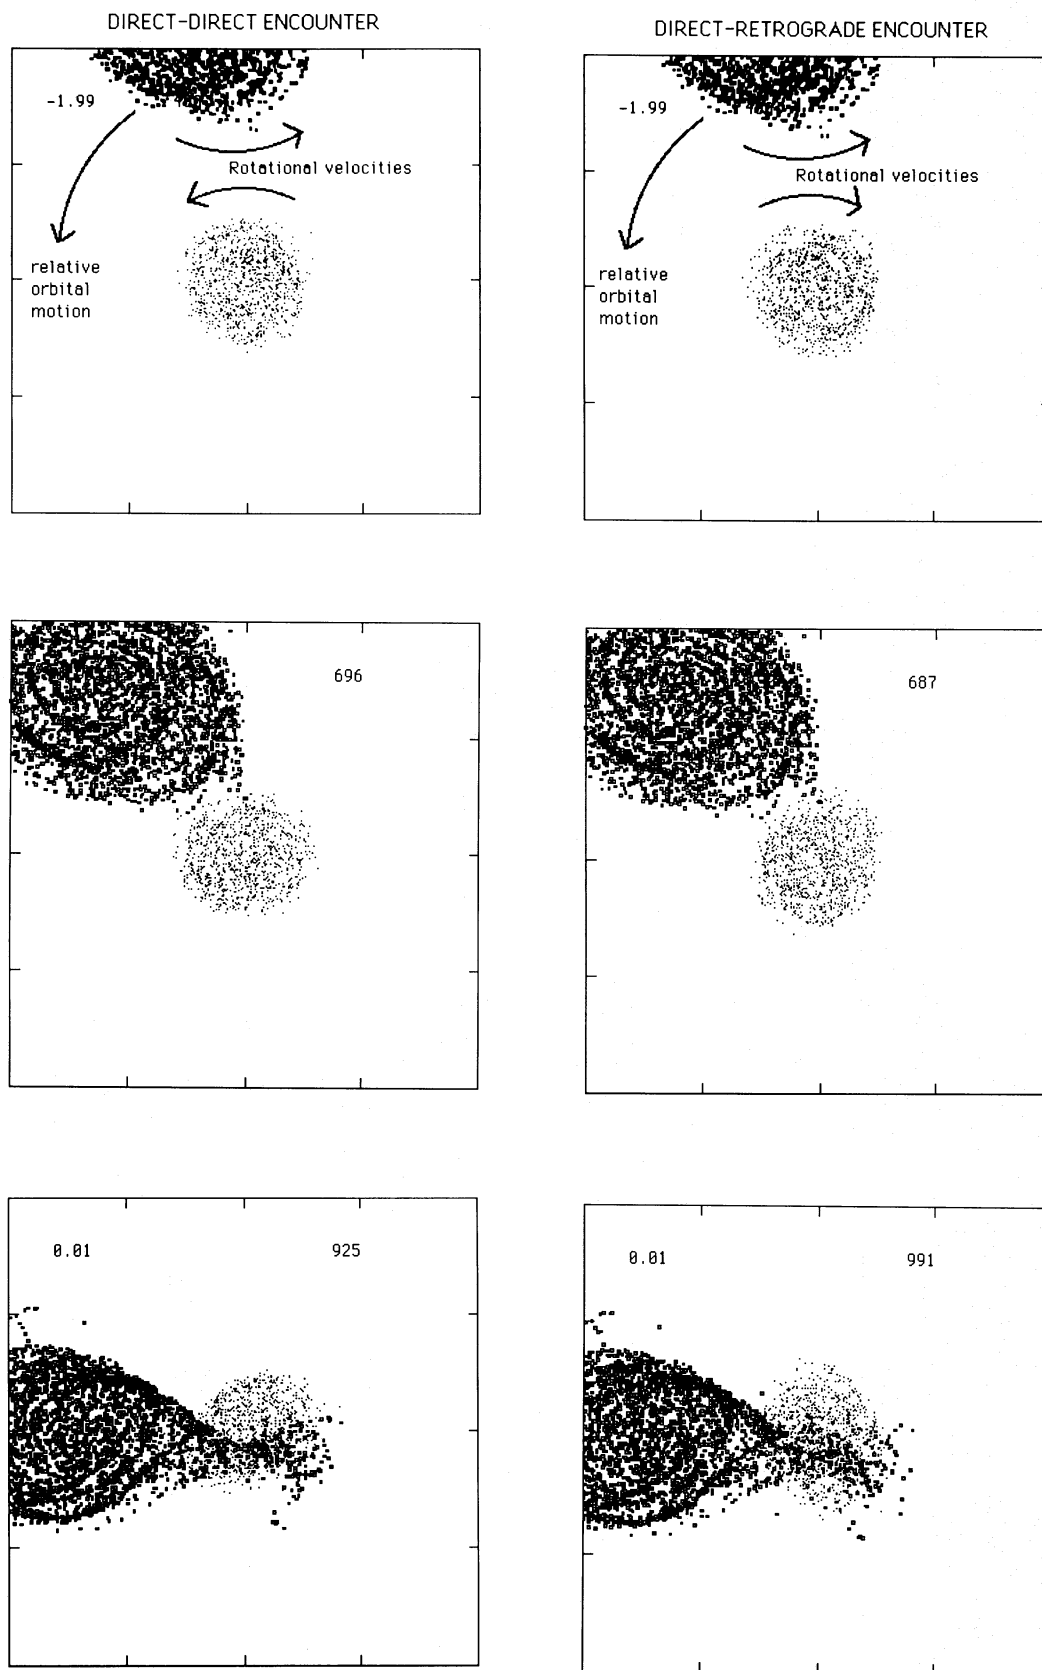 DIRECT-DIRECT ENCOUNTER
DIRECT-RETROGRADE ENCOUNTER
-1.99
Rotational velocities
relative
orbital
motion
-1.99
Rotational velocities
relative
orbital
motion
696
687
0.01
925
0.01
991